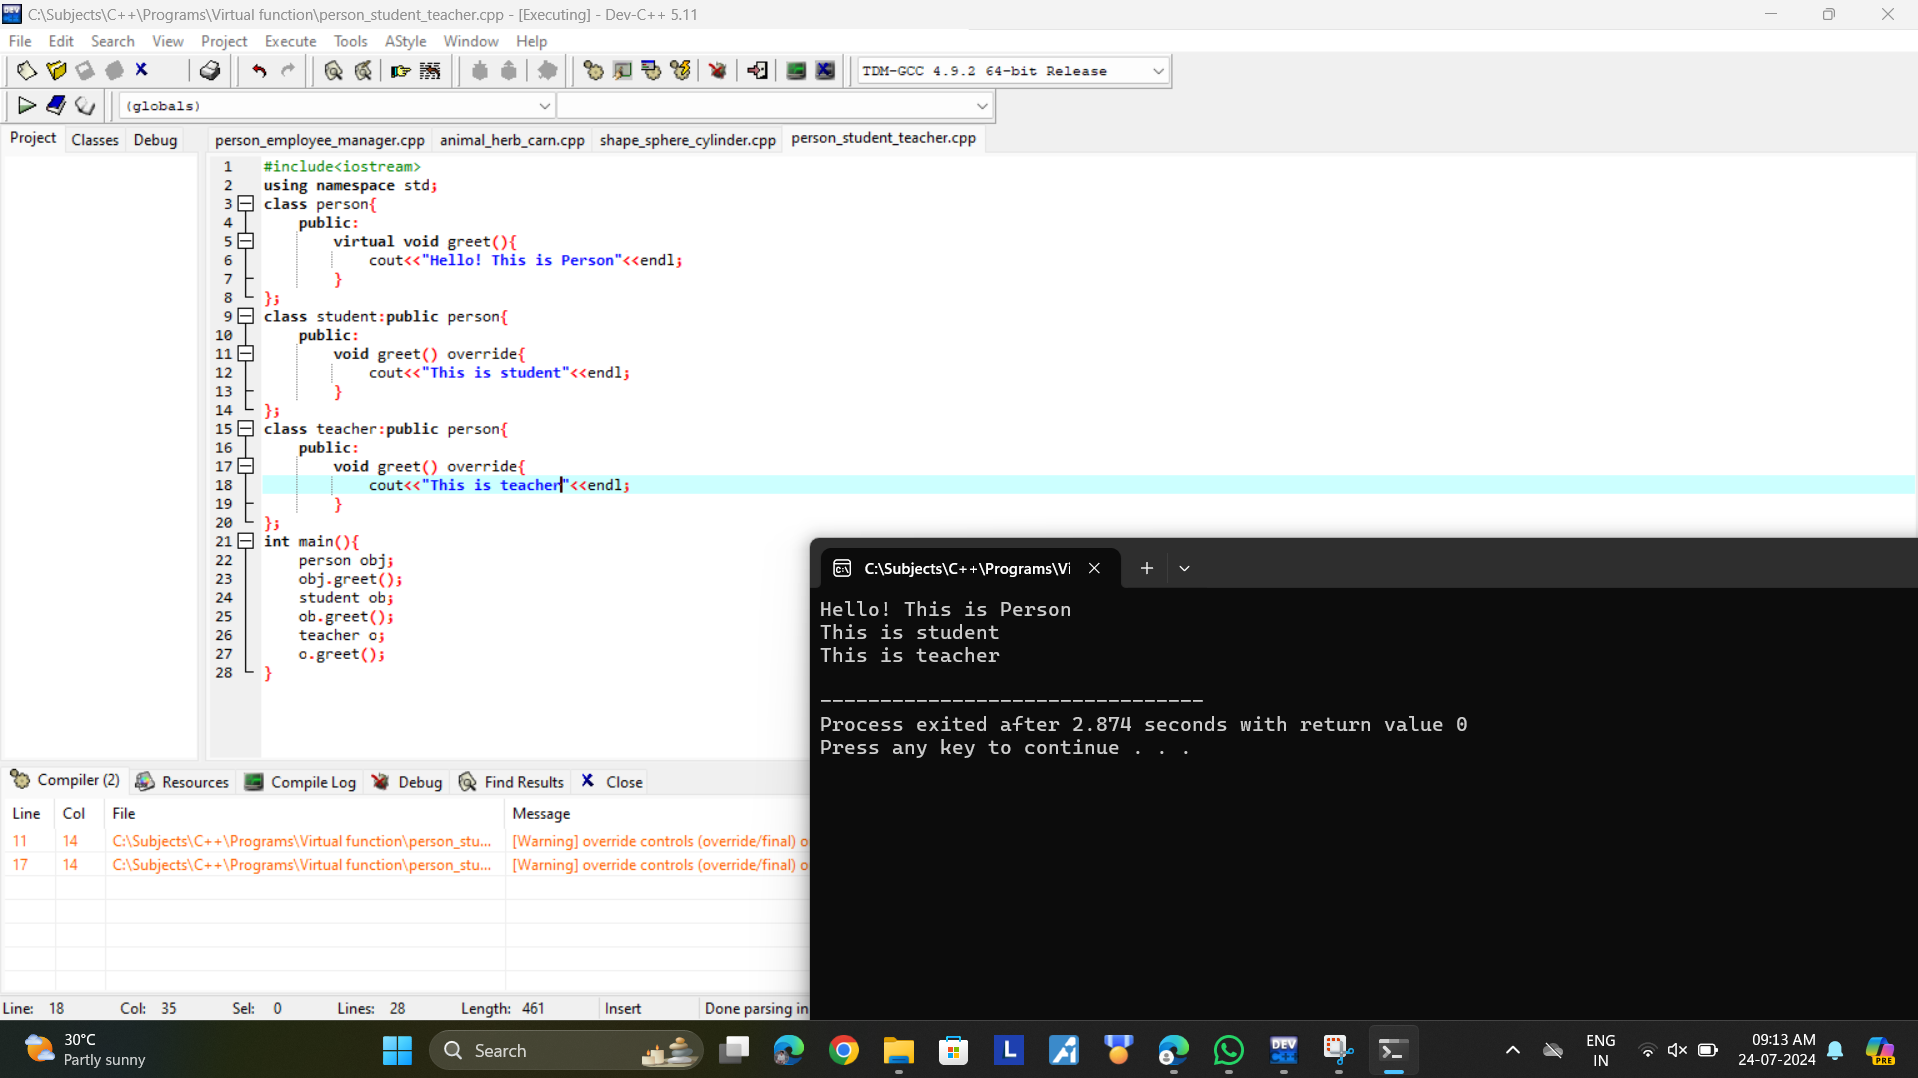 C:\Subjects\C++\Programs\Virtual function\person_student_teacher.cpp - [Executing] - Dev-C++ 5.11
File Edit Search View Project Execute Tools AStyle Window Help
TDM-GCC 4.9.2 64-bit Release
(globals)
Project Classes Debug person_employee_manager.cpp animal_herb_carn.cpp shape_sphere_cylinder.cpp person_student_teacher.cpp
1 #include<iostream>
2 using namespace std;
3 class person{
4 public:
5 virtual void greet(){
6 cout<<"Hello! This is Person"<<endl;
7 }
8 };
9 class student:public person{
10 public:
11 void greet() override{
12 cout<<"This is student"<<endl;
13 }
14 };
15 class teacher:public person{
16 public:
17 void greet() override{
18 cout<<"This is teacher"<<endl;
19 }
20 };
21 int main(){
22 person obj;
23 obj.greet();
24 student ob;
25 ob.greet();
26 teacher o;
27 o.greet();
28 }
C:\Subjects\C++\Programs\Vi
Hello! This is Person
This is student
This is teacher
--------------------------------
Process exited after 2.874 seconds with return value 0
Press any key to continue . . .
Compiler (2) Resources Compile Log Debug Find Results Close
Line Col File Message
11 14 C:\Subjects\C++\Programs\Virtual function\person_stu... [Warning] override controls (override/final) o
17 14 C:\Subjects\C++\Programs\Virtual function\person_stu... [Warning] override controls (override/final) o
Line: 18 Col: 35 Sel: 0 Lines: 28 Length: 461 Insert Done parsing in
30°C
Partly sunny
Search
L
DEV
ENG
IN
09:13 AM
24-07-2024
PRE